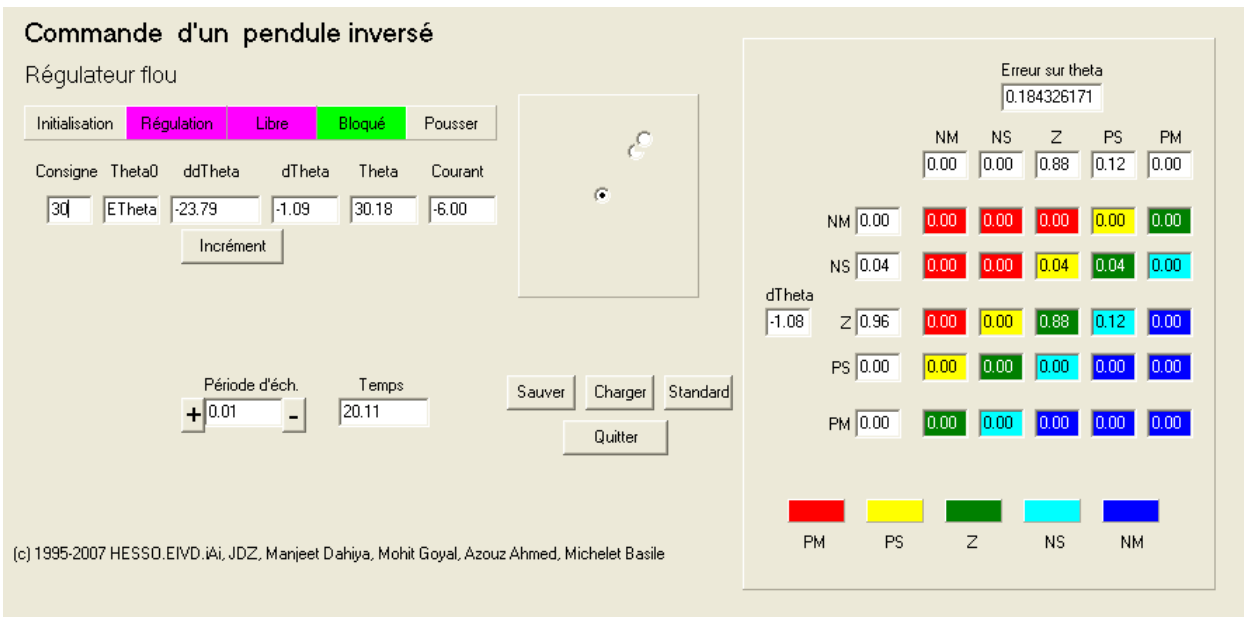 Commande d'un pendule inversé
Régulateur flou
Initialisation Régulation Libre Bloqué Pousser
Consigne Theta0 ddTheta dTheta Theta Courant
30 ETheta -23.79 -1.09 30.18 -6.00
Incrément
Période d'éch. Temps
+ 0.01 - 20.11
Sauver Charger Standard
Quitter
(c) 1995-2007 HESSO.EIVD.iAi, JDZ, Manjeet Dahiya, Mohit Goyal, Azouz Ahmed, Michelet Basile
Erreur sur theta
0.184326171
NM NS Z PS PM
0.00 0.00 0.88 0.12 0.00
NM 0.00 0.00 0.00 0.00 0.00 0.00
NS 0.04 0.00 0.00 0.04 0.04 0.00
dTheta
-1.08 Z 0.96 0.00 0.00 0.88 0.12 0.00
PS 0.00 0.00 0.00 0.00 0.00 0.00
PM 0.00 0.00 0.00 0.00 0.00 0.00
PM PS Z NS NM